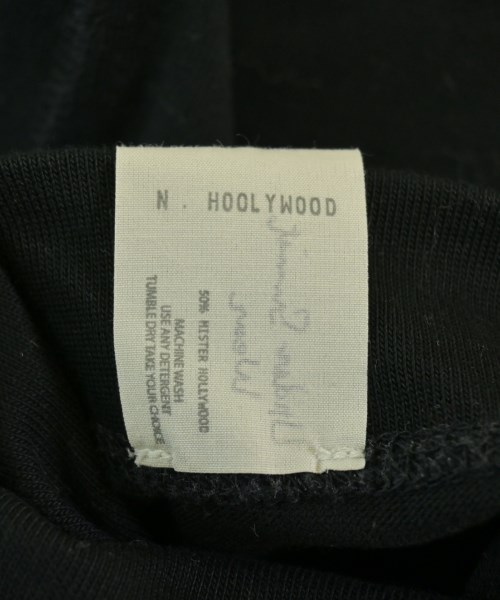 N. HOOLYWOOD
50% MISTER HOLLYWOOD
MACHINE WASH
USE ANY DETERGENT
TUMBLE DRY TAKE YOUR CHOICE